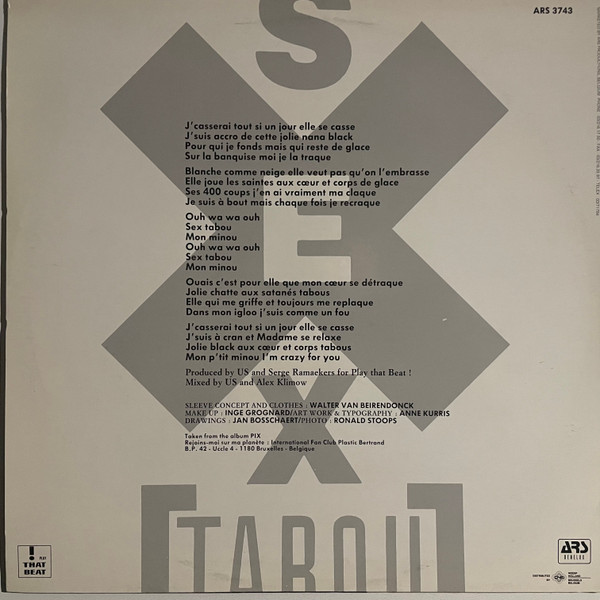 ARS 3743
S
E
X
[TABOU]
J'casserai tout si un jour elle se casse
J'suis accro de cette jolie nana black
Pour qui je fonds mais qui reste de glace
Sur la banquise moi je la traque
Blanche comme neige elle veut pas qu'on l'embrasse
Elle joue les saintes aux cœur et corps de glace
Ses 400 coups j'en ai vraiment ma claque
Je suis à bout mais chaque fois je recraque
Ouh wa wa ouh
Sex tabou
Mon minou
Ouh wa wa ouh
Sex tabou
Mon minou
Ouais c'est pour elle que mon cœur se détraque
Jolie chatte aux satanés tabous
Elle qui me griffe et toujours me replaque
Dans mon igloo j'suis comme un fou
J'casserai tout si un jour elle se casse
J'suis à cran et Madame se relaxe
Jolie black aux cœur et corps tabous
Mon p'tit minou I'm crazy for you
Produced by US and Serge Ramaekers for Play that Beat !
Mixed by US and Alex Klimow
SLEEVE CONCEPT AND CLOTHES : WALTER VAN BEIRENDONCK
MAKE UP : INGE GROGNARD/ART WORK & TYPOGRAPHY : ANNE KURRIS
DRAWINGS : JAN BOSSCHAERT/PHOTO : RONALD STOOPS
Taken from the album PIX
Rejoins-moi sur ma planète : International Fan Club Plastic Bertrand
B.P. 42 - Uccle 4 - 1180 Bruxelles - Belgique
! PLAY
THAT
BEAT
ARS
BENELUX